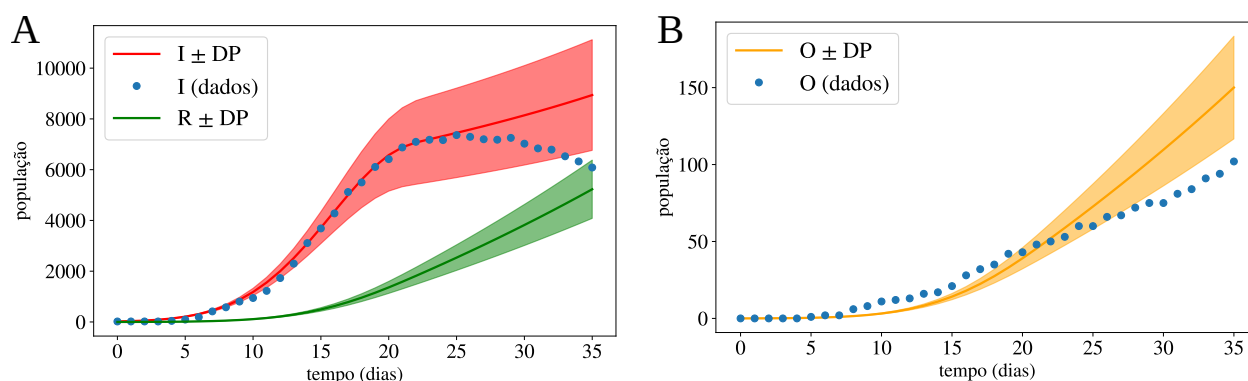 A
I ± DP
I (dados)
R ± DP
10000
8000
6000
4000
2000
0
população
0 5 10 15 20 25 30 35
tempo (dias)
B
O ± DP
O (dados)
150
100
50
0
população
0 5 10 15 20 25 30 35
tempo (dias)